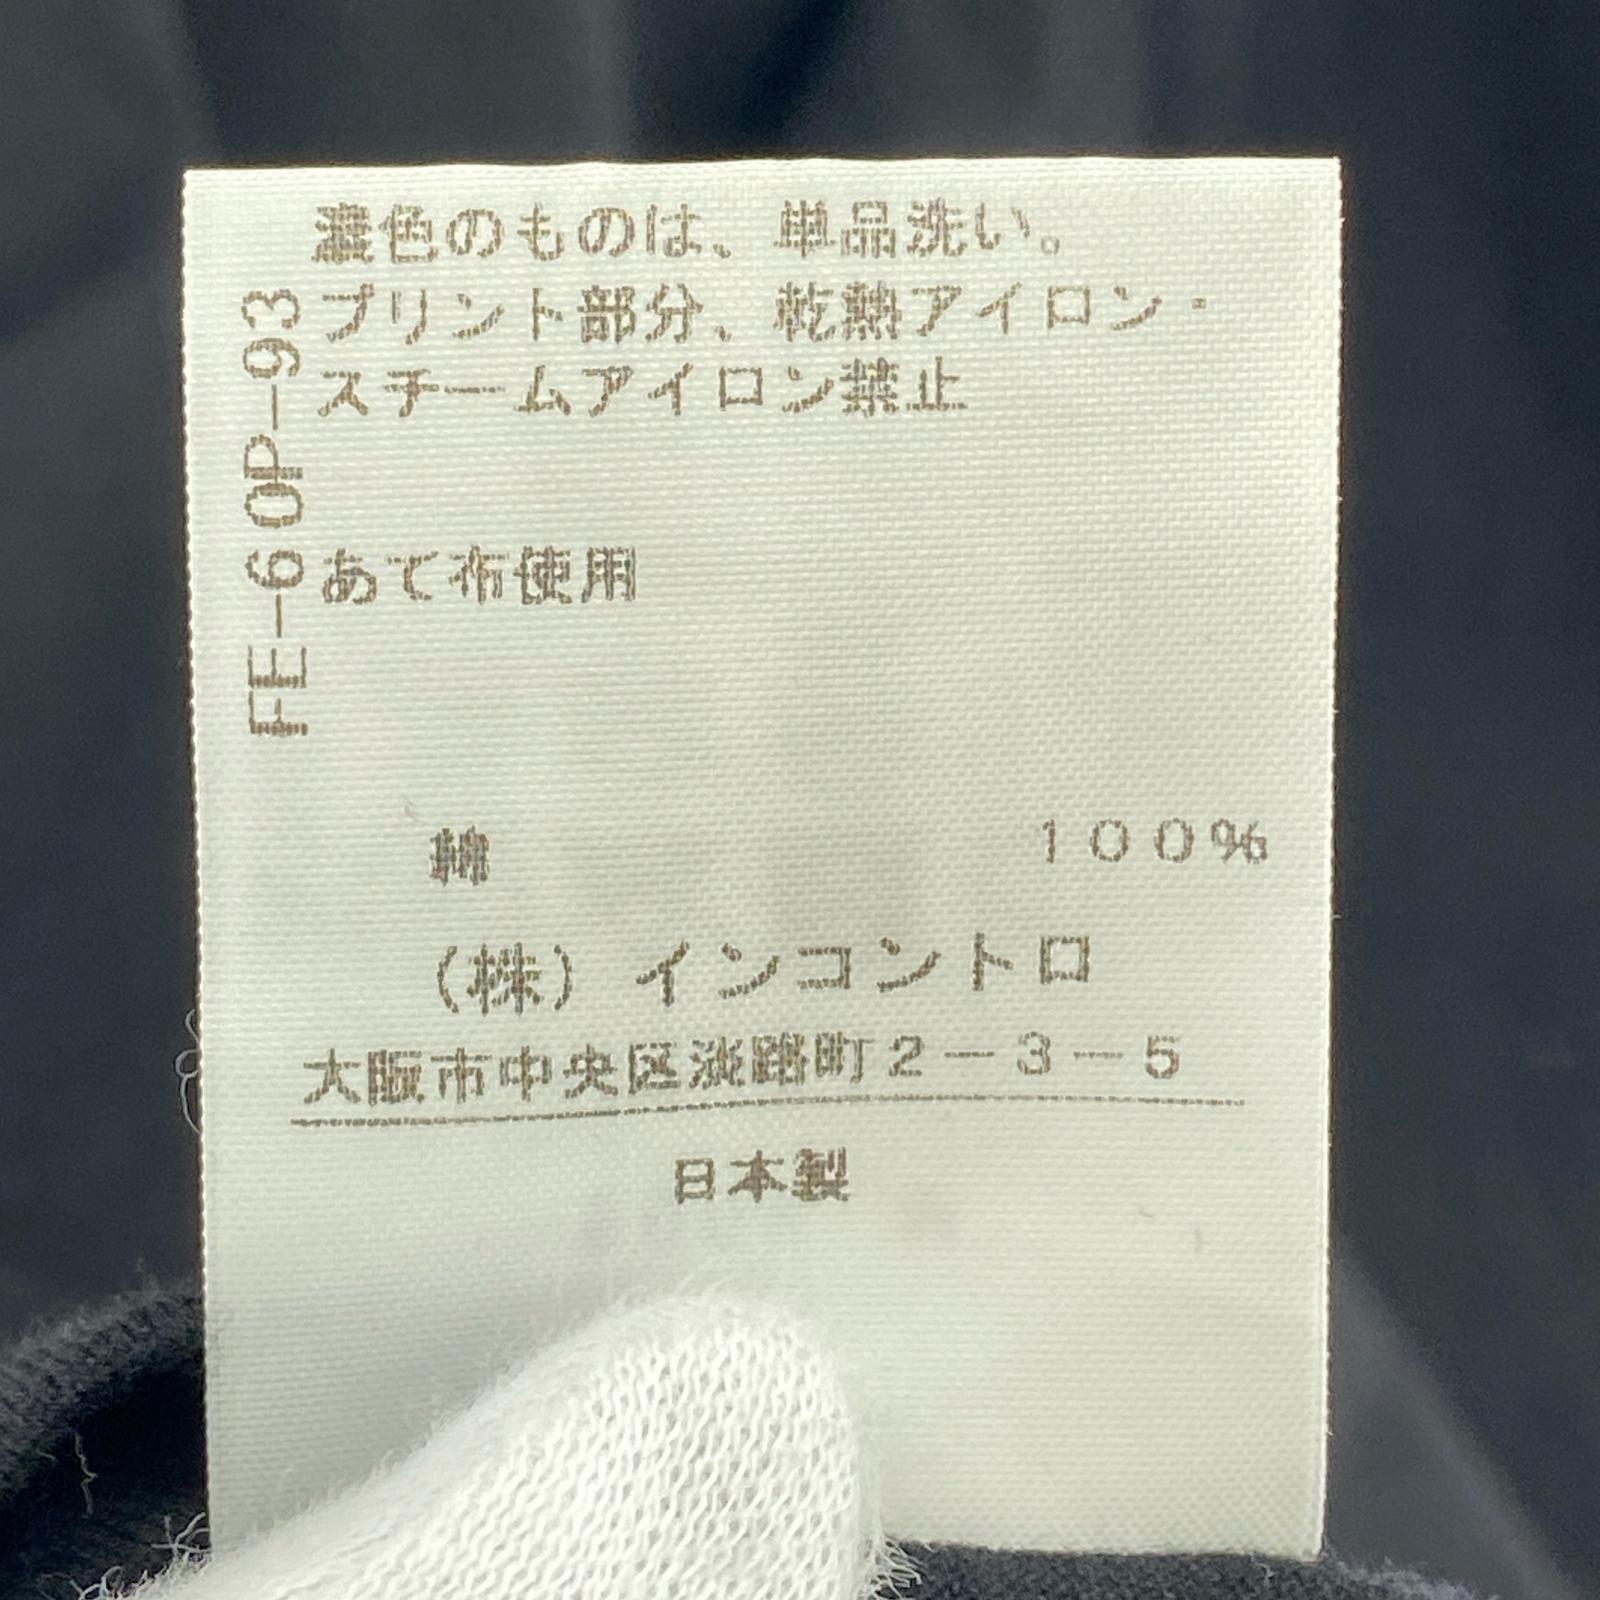 濃色のものは、単品洗い。
プリント部分、乾熱アイロン・
スチームアイロン禁止
あて布使用
FE-60P-93
綿 100%
(株) インコントロ
大阪市中央区淡路町2-3-5
日本製